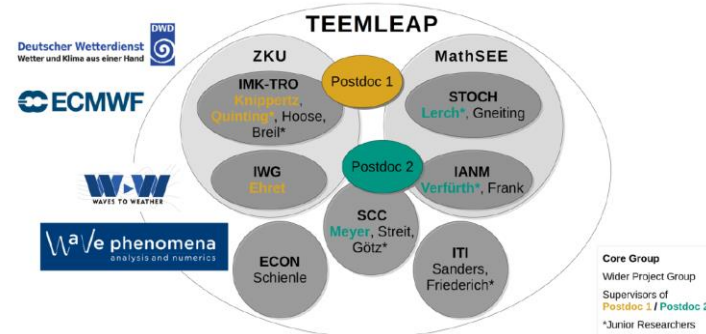 TEEMLEAP
DWD
Deutscher Wetterdienst
Wetter und Klima aus einer Hand
ECMWF
WAVES TO WEATHER
Wave phenomena
analysis and numerics
ZKU
IMK-TRO
Knippertz,
Quinting*, Hoose,
Breil*
Postdoc 1
MathSEE
STOCH
Lerch*, Gneiting
IWG
Ehret
Postdoc 2
IANM
Verfürth*, Frank
SCC
Meyer, Streit,
Götz*
ECON
Schienle
ITI
Sanders,
Friederich*
Core Group
Wider Project Group
Supervisors of
Postdoc 1 / Postdoc 2
*Junior Researchers